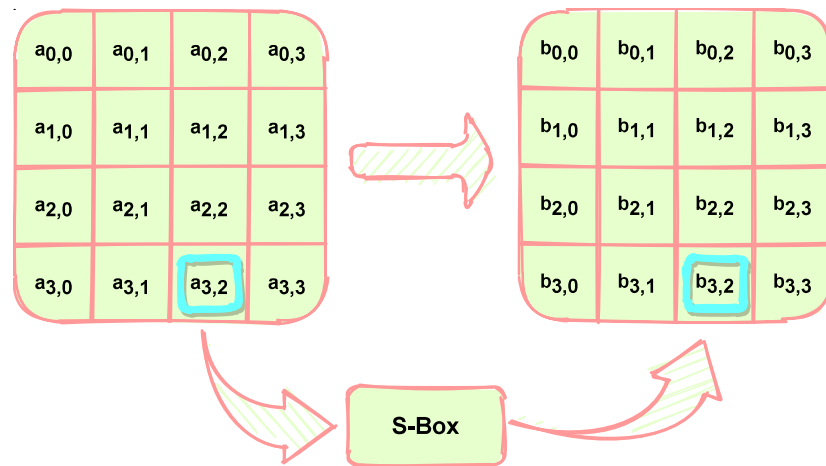 a0,0 a0,1 a0,2 a0,3 b0,0 b0,1 b0,2 b0,3
a1,0 a1,1 a1,2 a1,3 b1,0 b1,1 b1,2 b1,3
a2,0 a2,1 a2,2 a2,3 b2,0 b2,1 b2,2 b2,3
a3,0 a3,1 a3,2 a3,3 b3,0 b3,1 b3,2 b3,3
S-Box